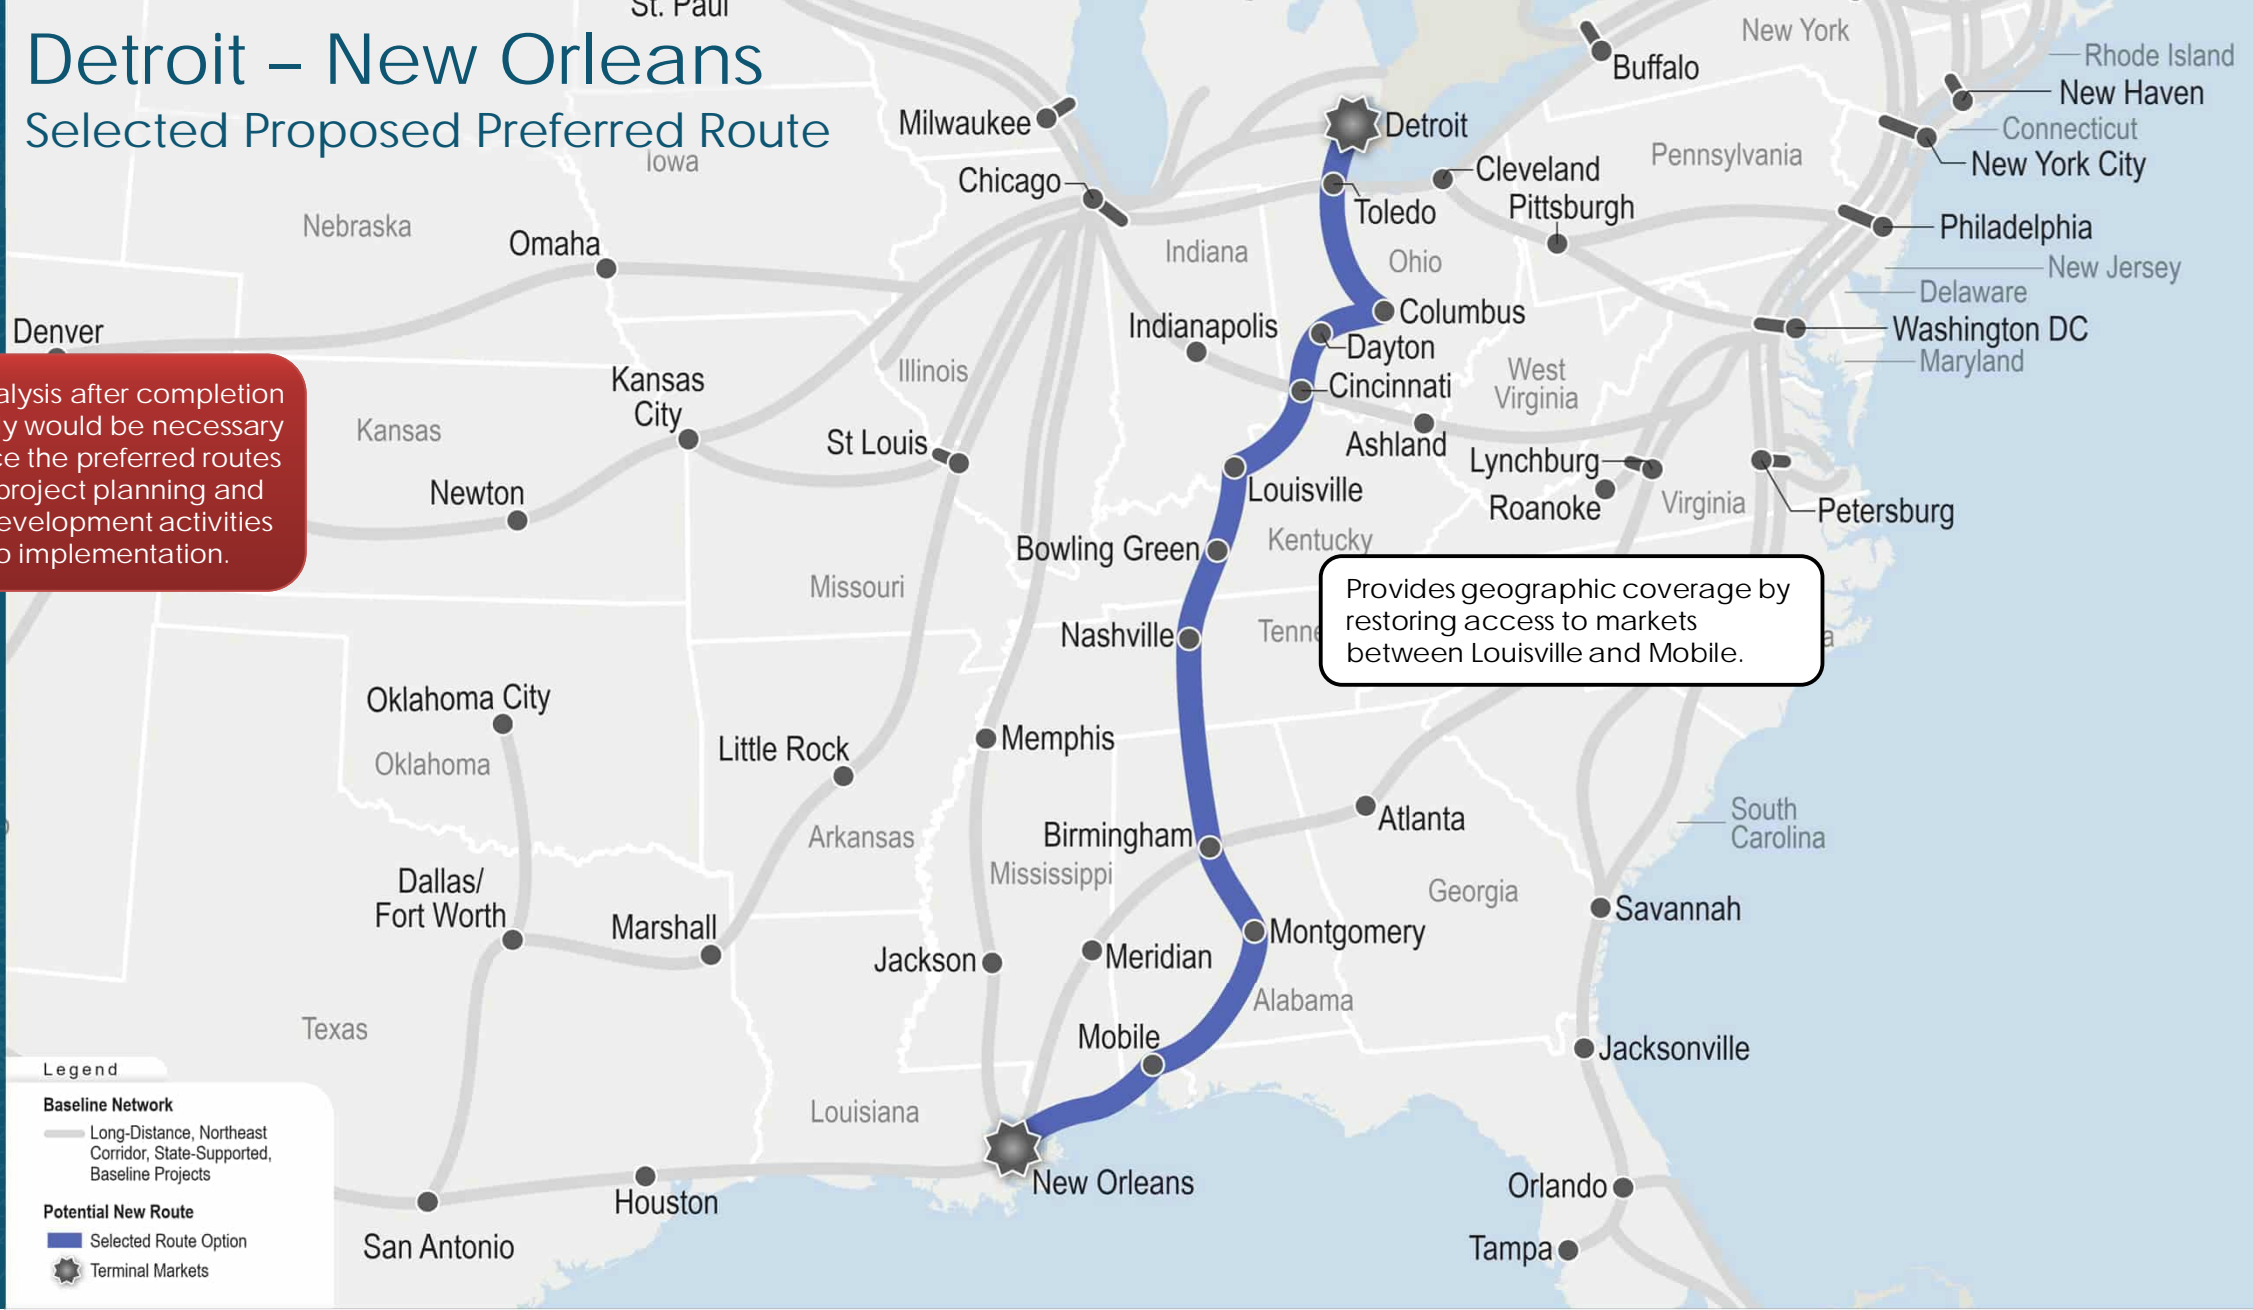 St. Paul
Detroit – New Orleans
Selected Proposed Preferred Route
New York
Rhode Island
Buffalo
New Haven
Milwaukee
Detroit
Connecticut
Iowa
Pennsylvania
New York City
Chicago
Cleveland
Toledo
Pittsburgh
Nebraska
Omaha
Indiana
Ohio
Philadelphia
New Jersey
Delaware
Denver
Indianapolis
Columbus
Dayton
Washington DC
Maryland
Illinois
Kansas
City
Cincinnati
West
Virginia
alysis after completion
y would be necessary
ce the preferred routes
project planning and
evelopment activities
o implementation.
Kansas
St Louis
Ashland
Lynchburg
Newton
Louisville
Roanoke
Virginia
Petersburg
Bowling Green
Kentucky
Missouri
Provides geographic coverage by
restoring access to markets
between Louisville and Mobile.
Nashville
Tenne
a
Oklahoma City
Oklahoma
Little Rock
Memphis
Arkansas
Birmingham
Atlanta
South
Carolina
Mississippi
Dallas/
Fort Worth
Georgia
Marshall
Savannah
Jackson
Meridian
Montgomery
Alabama
Texas
Mobile
Jacksonville
Louisiana
New Orleans
Houston
San Antonio
Orlando
Tampa
Legend
Baseline Network
Long-Distance, Northeast
Corridor, State-Supported,
Baseline Projects
Potential New Route
Selected Route Option
Terminal Markets